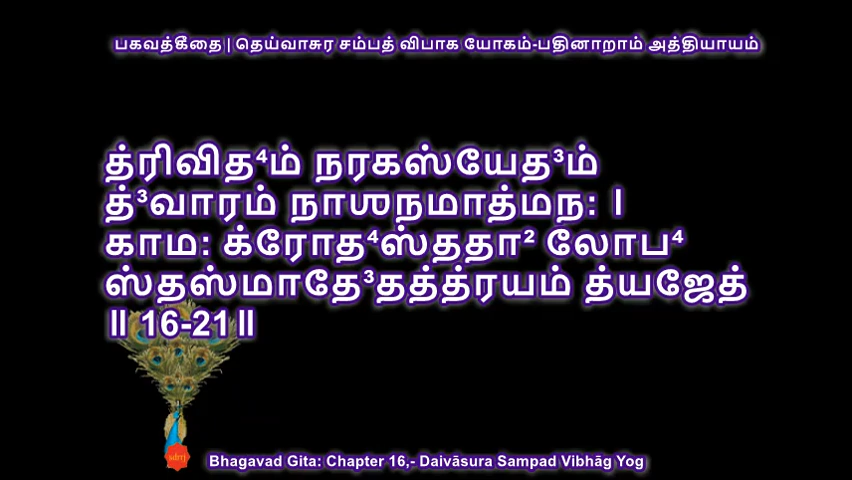 பகவத்கீதை | தெய்வாசுர சம்பத் விபாக யோகம்-பதினாறாம் அத்தியாயம்
த்ரிவித⁴ம் நரகஸ்யேத³ம்
த்³வாரம் நாஶநமாத்மந: ।
காம: க்ரோத⁴ஸ்ததா² லோப⁴
ஸ்தஸ்மாதே³தத்த்ரயம் த்யஜேத்
॥ 16-21॥
sdrrj
Bhagavad Gita: Chapter 16,- Daivāsura Sampad Vibhāg Yog